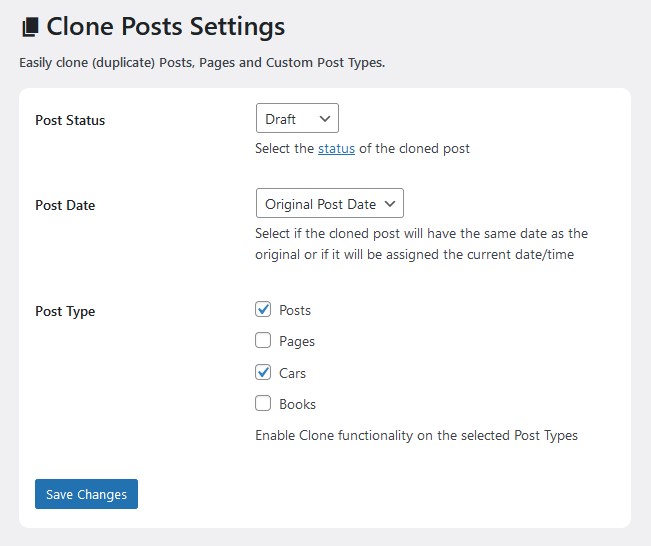 Clone Posts Settings
Easily clone (duplicate) Posts, Pages and Custom Post Types.
Post Status
Draft
Select the status of the cloned post
Post Date
Original Post Date
Select if the cloned post will have the same date as the
original or if it will be assigned the current date/time
Post Type
Posts
Pages
Cars
Books
Enable Clone functionality on the selected Post Types
Save Changes